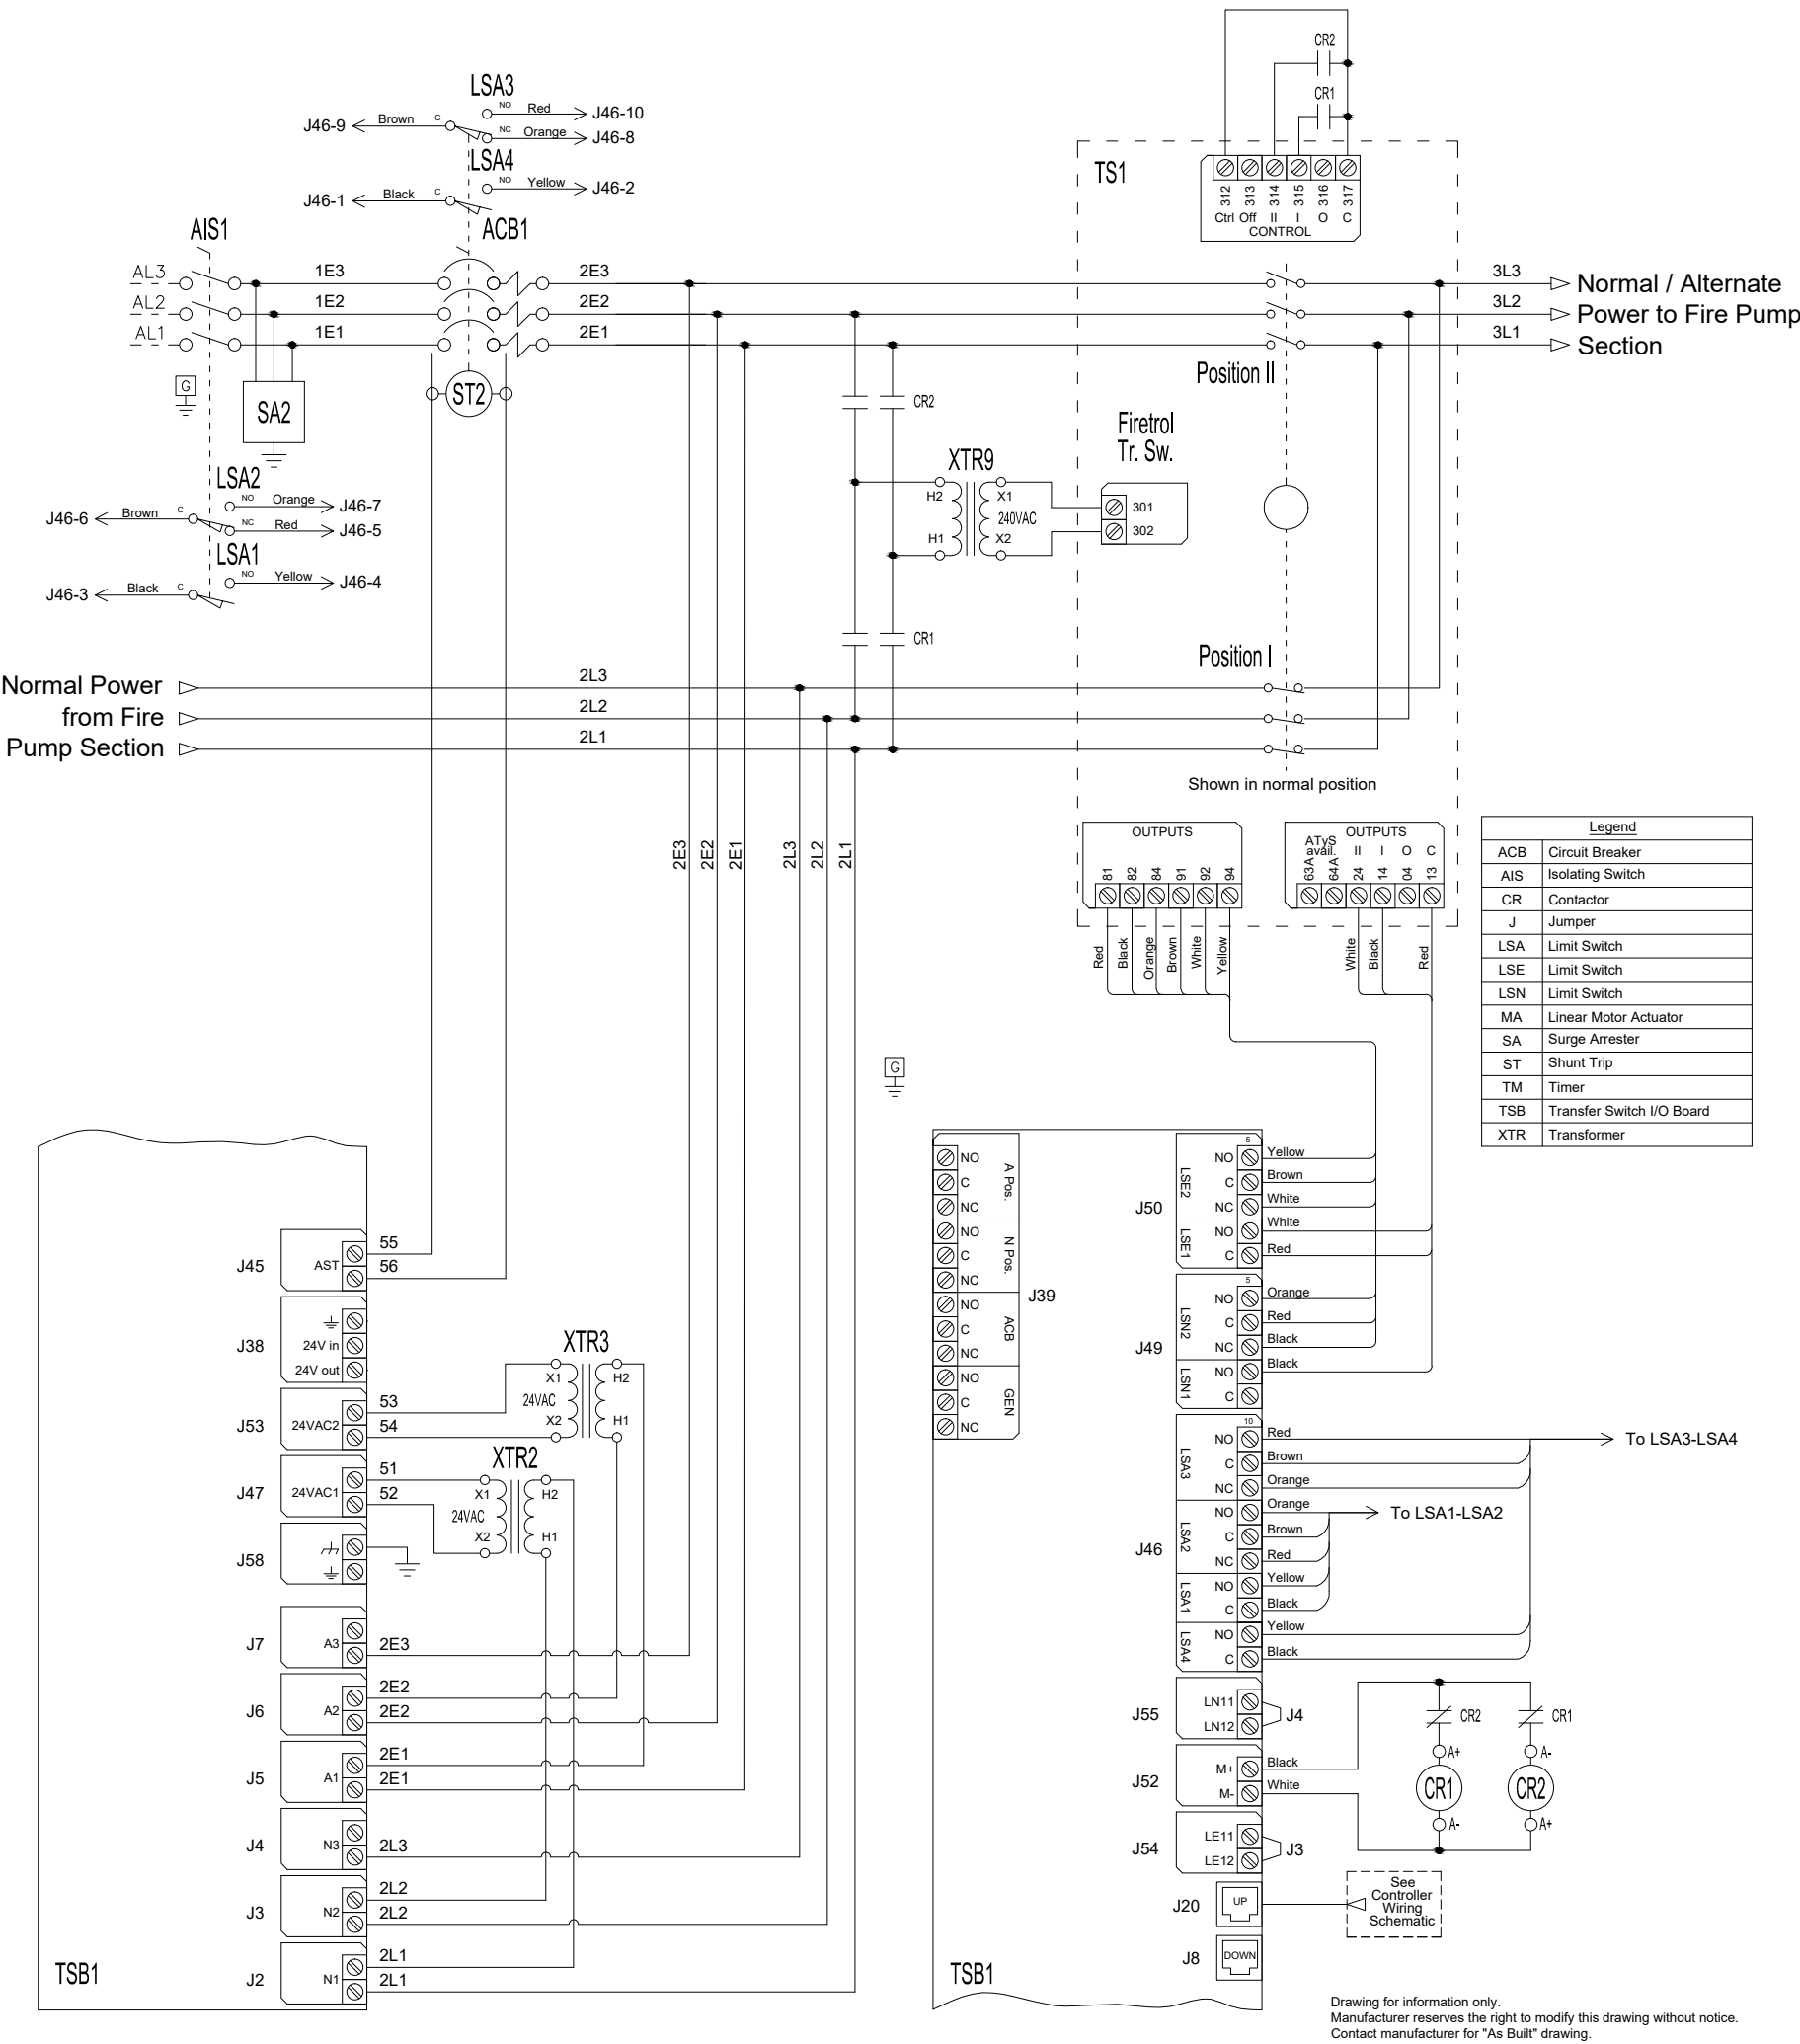 CR2
CR1
LSA3
NO Red J46-10
J46-9 Brown C
NC Orange J46-8
LSA4
NO Yellow J46-2
J46-1 Black C
TS1
312 313 314 315 316 317
Ctrl Off II I O C
CONTROL
AIS1
ACB1
AL3 1E3 2E3 3L3
AL2 1E2 2E2 3L2
AL1 1E1 2E1 3L1
Normal / Alternate
Power to Fire Pump
Section
Position II
G
SA2
ST2
CR2
Firetrol
Tr. Sw.
XTR9
H2 X1
240VAC
H1 X2
301
302
LSA2
NO Orange J46-7
J46-6 Brown C
NC Red J46-5
LSA1
NO Yellow J46-4
J46-3 Black C
CR1
Position I
Normal Power
from Fire
Pump Section
2L3
2L2
2L1
Shown in normal position
2E3 2E2 2E1 2L3 2L2 2L1
OUTPUTS
81 82 84 91 92 94
Red Black Orange Brown White Yellow
OUTPUTS
ATyS
avail. II I O C
63A 64A 24 14 04 13
White Black Red
Legend
ACB Circuit Breaker
AIS Isolating Switch
CR Contactor
J Jumper
LSA Limit Switch
LSE Limit Switch
LSN Limit Switch
MA Linear Motor Actuator
SA Surge Arrester
ST Shunt Trip
TM Timer
TSB Transfer Switch I/O Board
XTR Transformer
G
J45 AST 55
56
J38
24V in
24V out
J53 24VAC2 53
54
XTR3
X1 H2
24VAC
X2 H1
J47 24VAC1 51
52
XTR2
X1 H2
24VAC
X2 H1
J58
J7 A3 2E3
J6 A2 2E2
2E2
J5 A1 2E1
2E1
J4 N3 2L3
J3 N2 2L2
2L2
J2 N1 2L1
2L1
TSB1
J39
NO
C A Pos.
NC
NO
C N Pos.
NC
NO
C ACB
NC
NO
C GEN
NC
J50
5
LSE2
NO Yellow
C Brown
NC White
LSE1
NO White
C Red
J49
5
LSN2
NO Orange
C Red
NC Black
LSN1
NO Black
C
J46
10
LSA3
NO Red
C Brown
NC Orange
To LSA3-LSA4
LSA2
NO Orange
C Brown
NC Red
To LSA1-LSA2
LSA1
NO Yellow
C Black
LSA4
NO Yellow
C Black
J55 LN11
LN12
J4
J52 M+ Black
M- White
CR2 CR1
A+ A-
CR1 CR2
A- A+
J54 LE11
LE12
J3
J20 UP
See
Controller
Wiring
Schematic
J8 DOWN
TSB1
Drawing for information only.
Manufacturer reserves the right to modify this drawing without notice.
Contact manufacturer for "As Built" drawing.